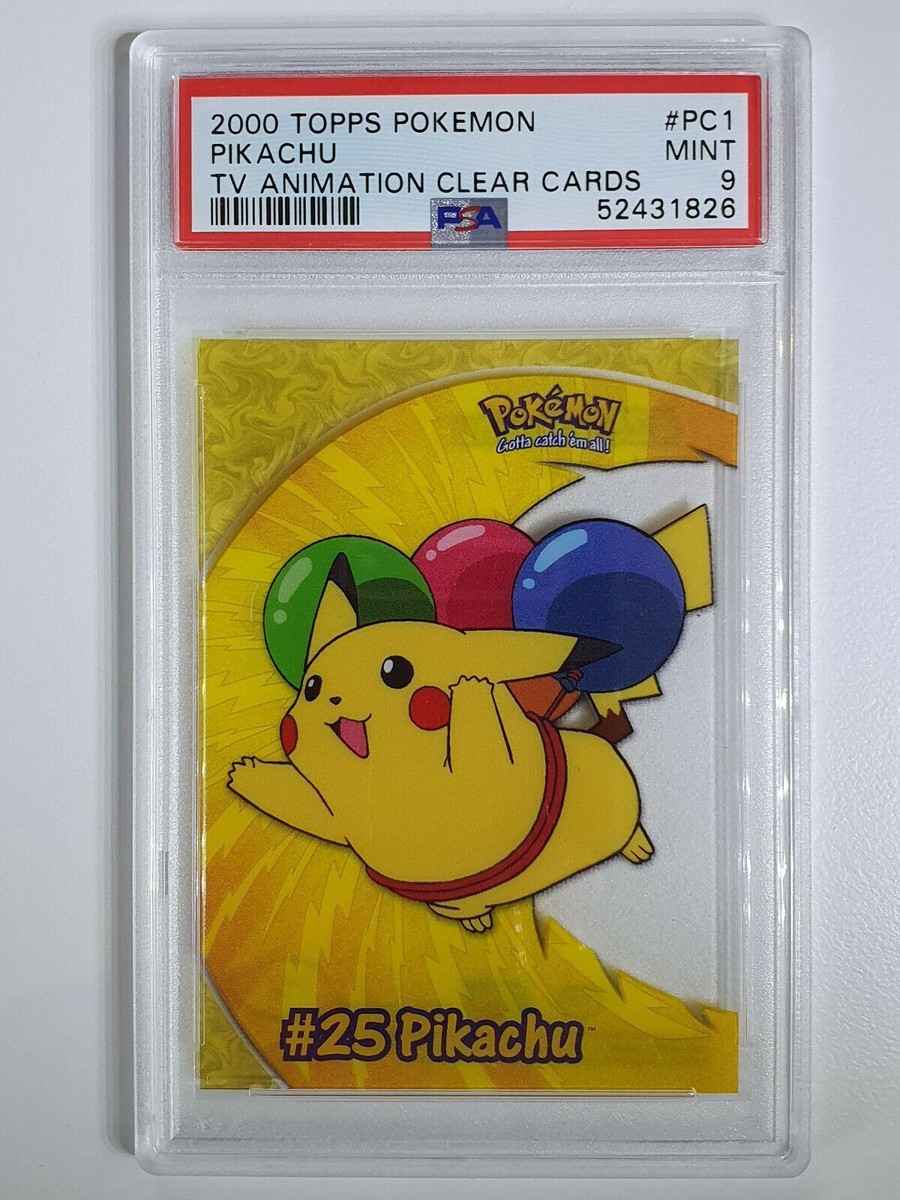 2000 TOPPS POKEMON #PC1
PIKACHU MINT
TV ANIMATION CLEAR CARDS 9
PSA 52431826
POKéMON
Gotta catch 'em all!
#25 Pikachu™